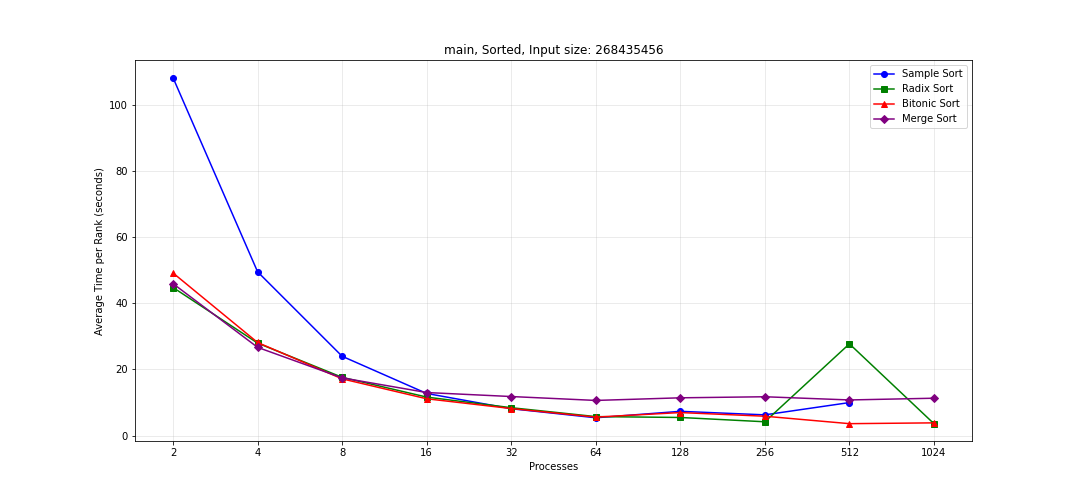 main, Sorted, Input size: 268435456
Sample Sort
Radix Sort
Bitonic Sort
Merge Sort
Average Time per Rank (seconds)
100
80
60
40
20
0
2 4 8 16 32 64 128 256 512 1024
Processes